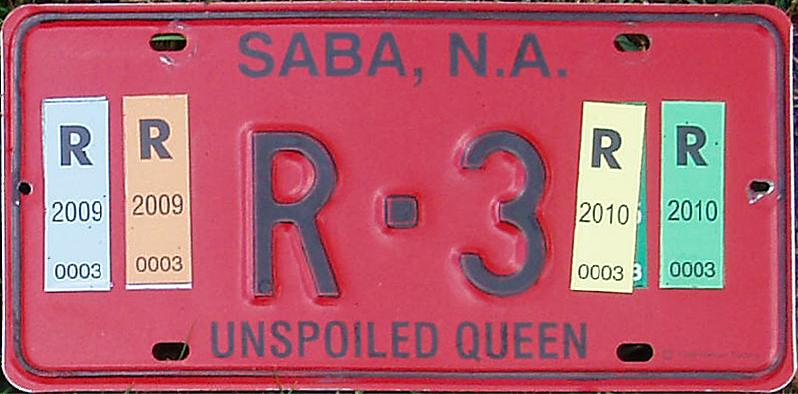 SABA, N.A.
R
2009
0003
R
2009
0003
R-3
R
2010
0003
R
2010
0003
UNSPOILED QUEEN